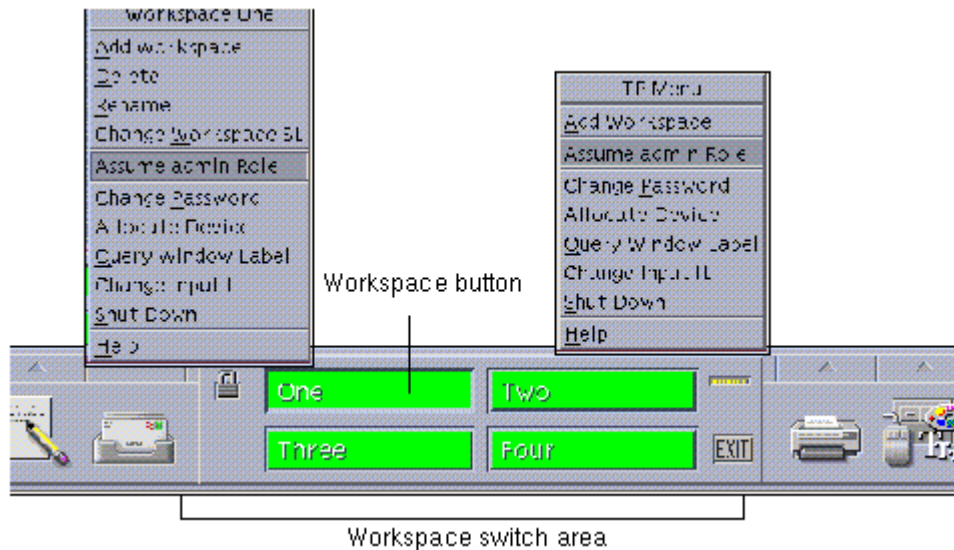 Workspace One
Add workspace
Delete
Rename
Change Workspace SL
Assume admin Role
Change Password
Allocate Device
Query window Label
Change Input IL
Shut Down
Help
TP Menu
Add Workspace
Assume admin Role
Change Password
Allocate Device
Query Window Label
Change Input IL
Shut Down
Help
Workspace button
One
Two
Three
Four
EXIT
Workspace switch area